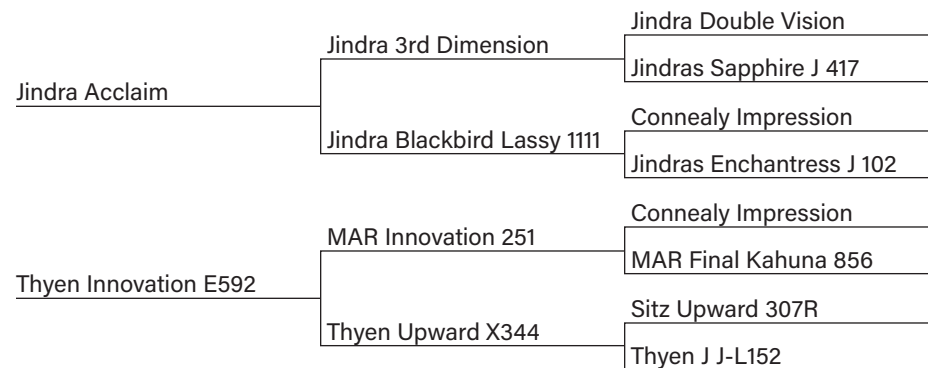 Jindra Double Vision
Jindra 3rd Dimension
Jindras Sapphire J 417
Jindra Acclaim
Connealy Impression
Jindra Blackbird Lassy 1111
Jindras Enchantress J 102
Connealy Impression
MAR Innovation 251
MAR Final Kahuna 856
Thyen Innovation E592
Sitz Upward 307R
Thyen Upward X344
Thyen J J-L152